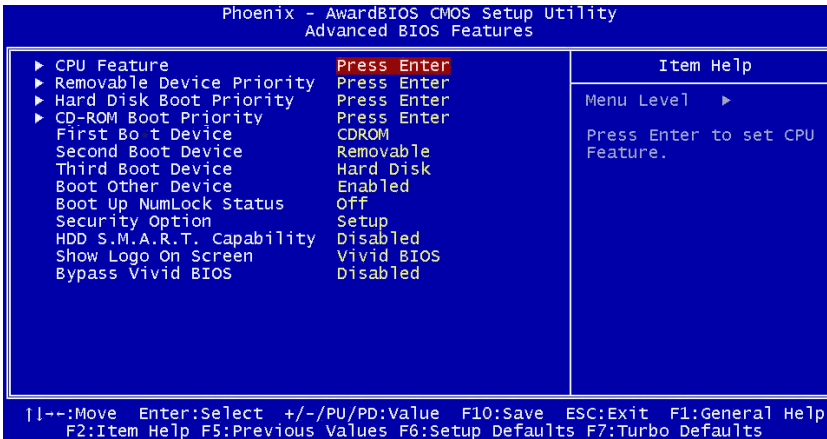 Phoenix - AwardBIOS CMOS Setup Utility
Advanced BIOS Features
▶ CPU Feature Press Enter
▶ Removable Device Priority Press Enter
▶ Hard Disk Boot Priority Press Enter
▶ CD-ROM Boot Priority Press Enter
First Bo t Device CDROM
Second Boot Device Removable
Third Boot Device Hard Disk
Boot Other Device Enabled
Boot Up NumLock Status Off
Security Option Setup
HDD S.M.A.R.T. Capability Disabled
Show Logo On Screen Vivid BIOS
Bypass Vivid BIOS Disabled
Item Help
Menu Level ▶
Press Enter to set CPU
Feature.
↑↓→←:Move Enter:Select +/-/PU/PD:Value F10:Save ESC:Exit F1:General Help
F2:Item Help F5:Previous Values F6:Setup Defaults F7:Turbo Defaults